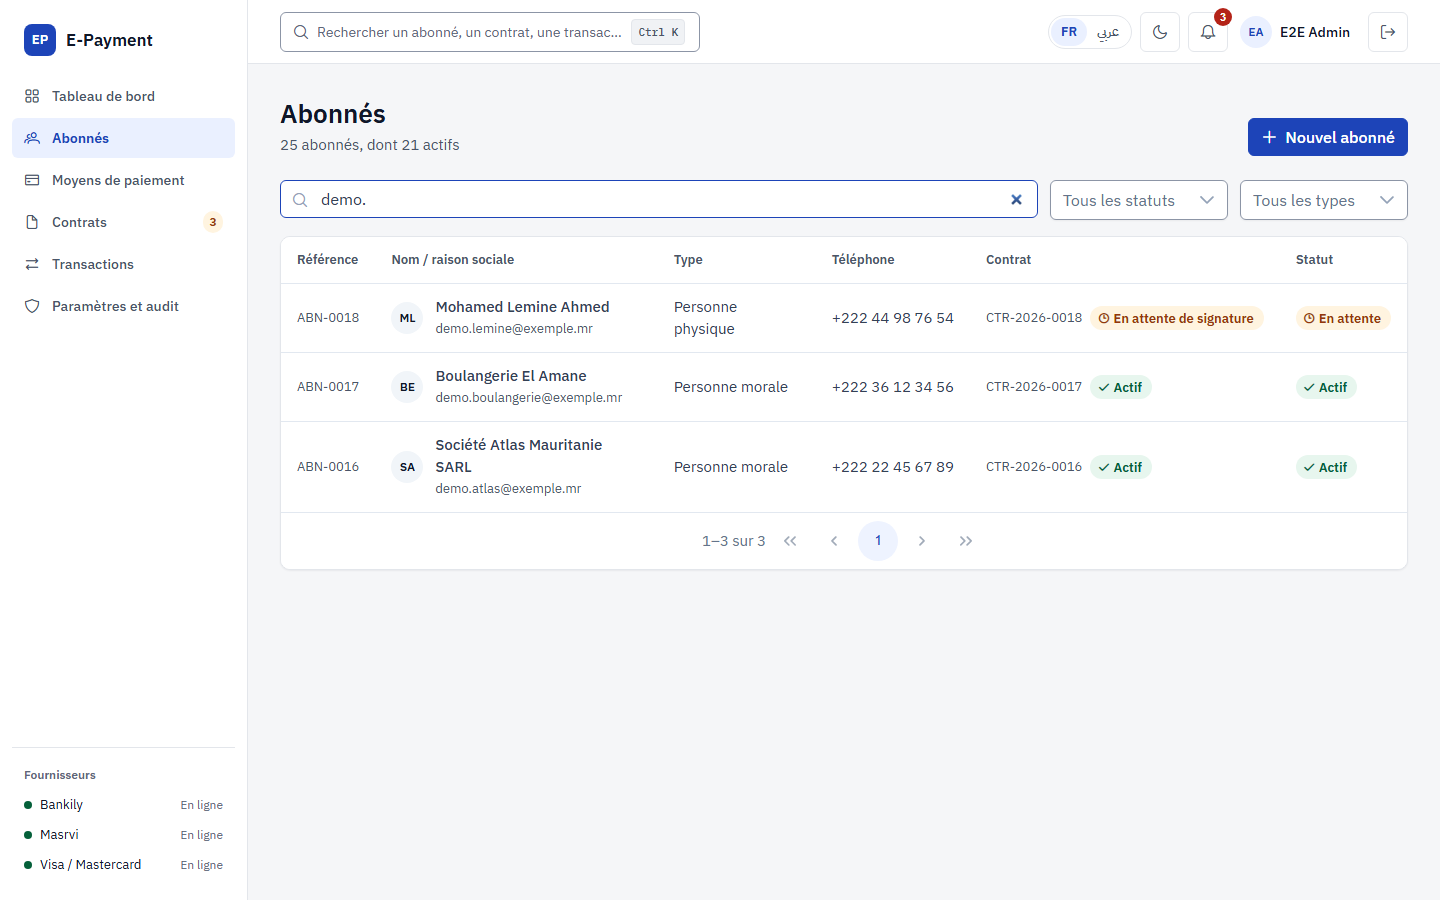 EP E-Payment
Rechercher un abonné, un contrat, une transac... Ctrl K
FR عربي
3
EA E2E Admin
Tableau de bord
Abonnés
Moyens de paiement
Contrats 3
Transactions
Paramètres et audit
Abonnés
25 abonnés, dont 21 actifs
+ Nouvel abonné
demo.
Tous les statuts
Tous les types
Référence Nom / raison sociale Type Téléphone Contrat Statut
ABN-0018 ML Mohamed Lemine Ahmed
demo.lemine@exemple.mr
Personne
physique
+222 44 98 76 54 CTR-2026-0018 En attente de signature En attente
ABN-0017 BE Boulangerie El Amane
demo.boulangerie@exemple.mr
Personne morale +222 36 12 34 56 CTR-2026-0017 Actif Actif
ABN-0016 SA Société Atlas Mauritanie
SARL
demo.atlas@exemple.mr
Personne morale +222 22 45 67 89 CTR-2026-0016 Actif Actif
1–3 sur 3 1
Fournisseurs
Bankily En ligne
Masrvi En ligne
Visa / Mastercard En ligne